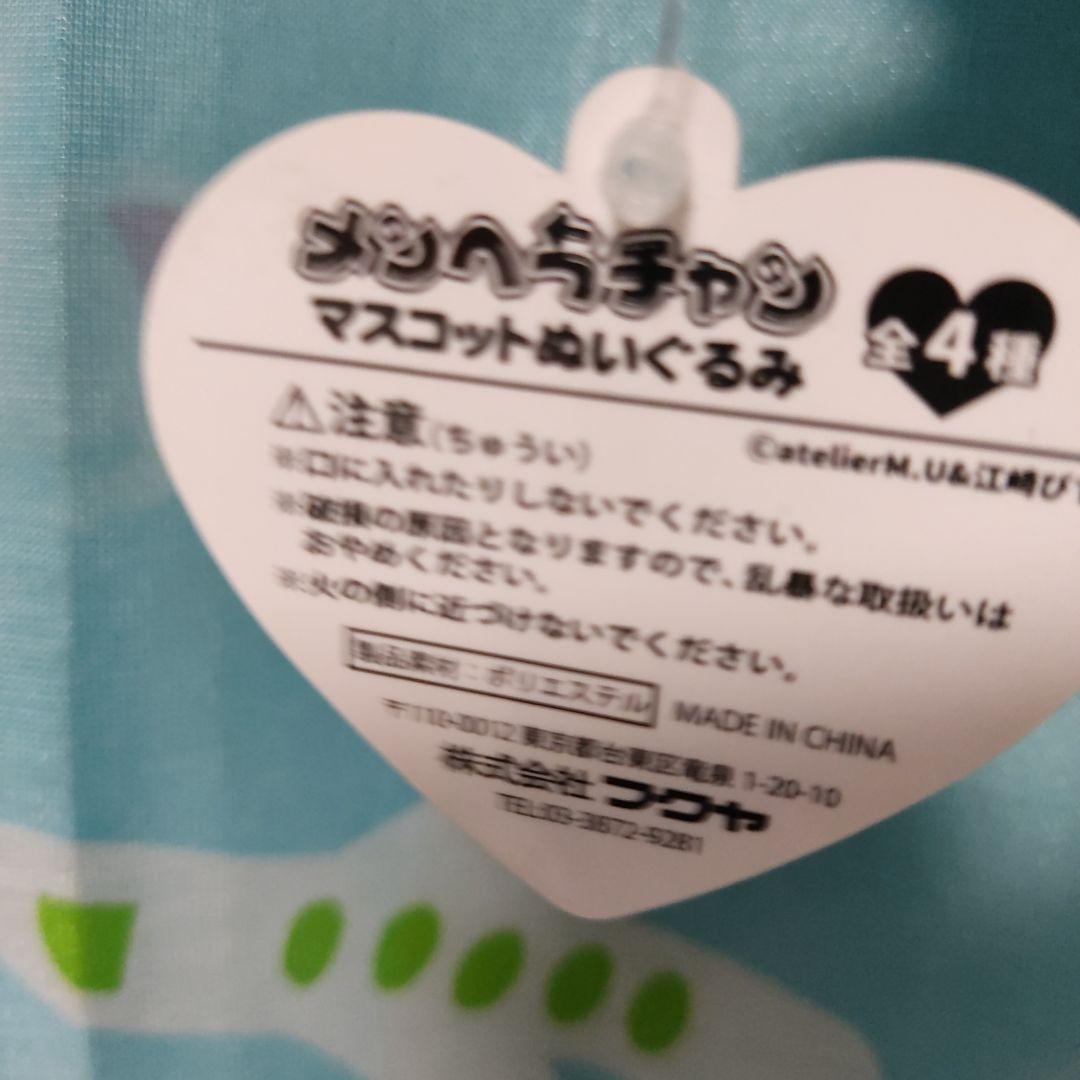 メンヘラチャン
マスコットぬいぐるみ
全4種
©atelierM.U&江崎び
⚠注意(ちゅうい)
※口に入れたりしないでください。
※破損の原因となりますので、乱暴な取扱いは
おやめください。
※火の側に近づけないでください。
製品素材：ポリエステル MADE IN CHINA
〒110-0012 東京都台東区竜泉 1-20-10
株式会社 フクヤ
TEL:03-3872-9281